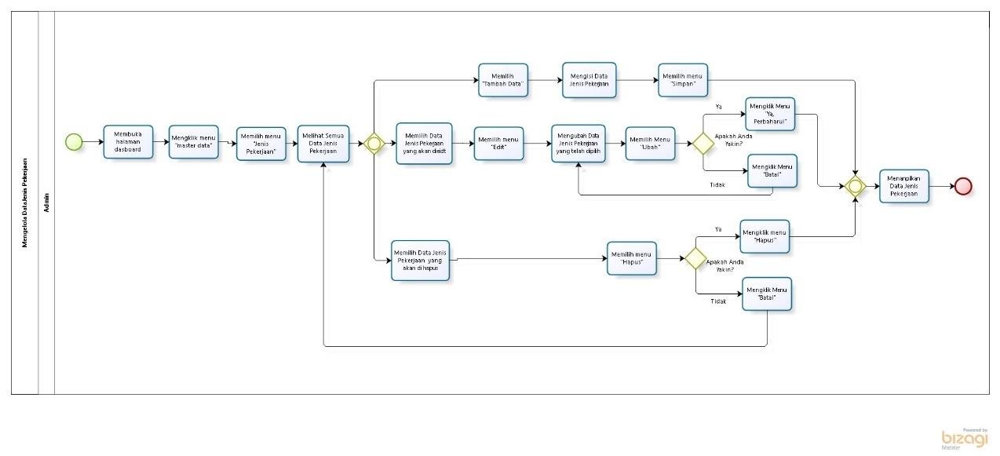 Mengelola DataJenis Pekerjaan
Admin
Membuka
halaman
dasboard
Mengklik menu
"master data"
Memilih menu
"Jenis
Pekerjaan"
Melihat Semua
Data Jenis
Pekerjaan
Memilih
"Tambah Data"
Mengisi Data
Jenis Pekerjaan
Memilih menu
"Simpan"
Memilih Data
Jenis Pekerjaan
yang akan dieidt
Memilih menu
"Edit"
Mengubah Data
Jenis Pekerjaan
yang telah dipilih
Memilih Menu
"Ubah"
Apakah Anda
Yakin?
Ya
Mengklik Menu
"Ya,
Perbaharui"
Tidak
Mengklik Menu
"Batal"
Memilih Data Jenis
Pekerjaan yang
akan di hapus
Memilih menu
"Hapus"
Apakah Anda
Yakin?
Ya
Mengklik menu
"Hapus"
Tidak
Mengklik Menu
"Batal"
Menanpilkan
Data Jenis
Pekerjaan
Powered by
bizagi
Modeler